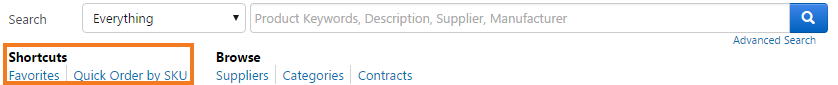 Search Everything Product Keywords, Description, Supplier, Manufacturer
Advanced Search
Shortcuts Browse
Favorites Quick Order by SKU Suppliers Categories Contracts